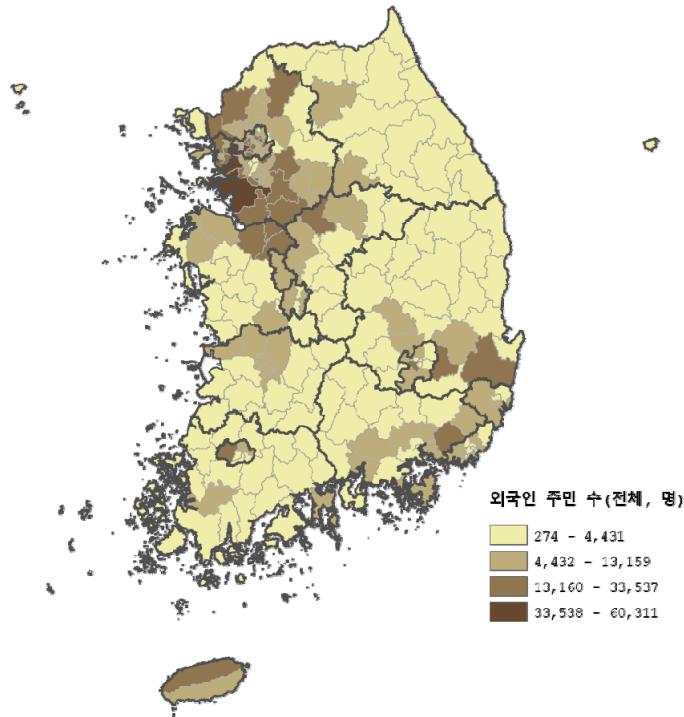 외국인 주민 수(전체, 명)
274 - 4,431
4,432 - 13,159
13,160 - 33,537
33,538 - 60,311